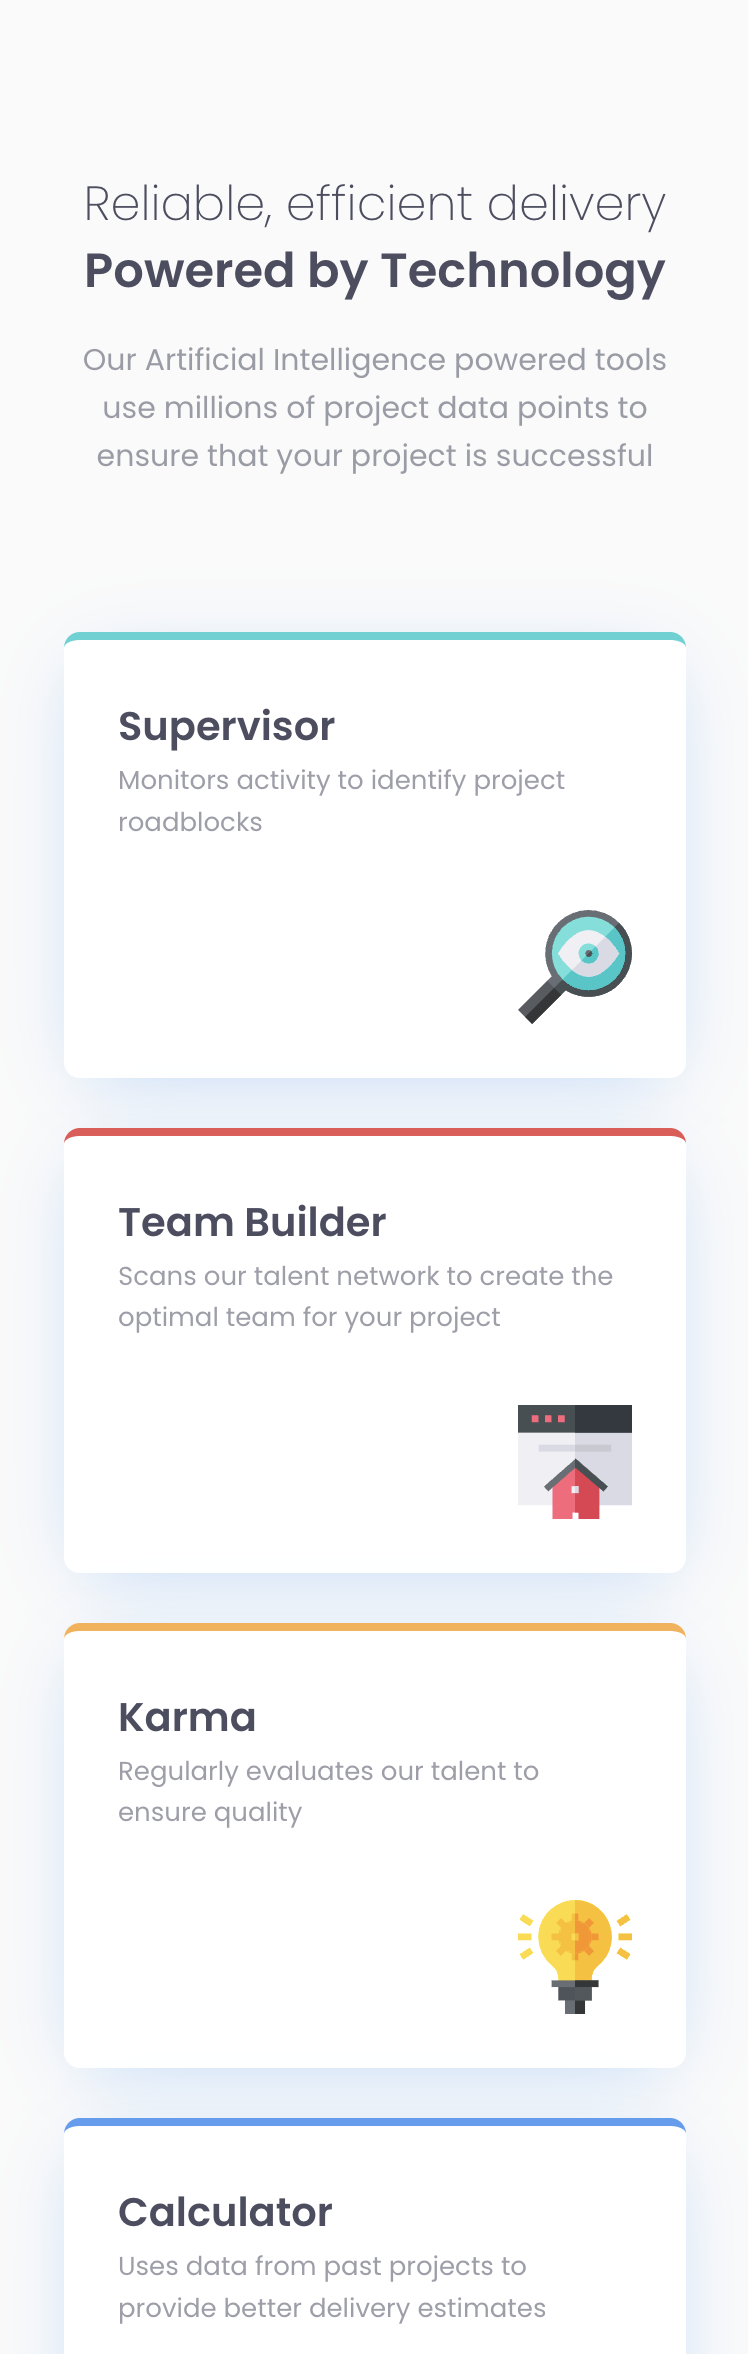 Reliable, efficient delivery
Powered by Technology
Our Artificial Intelligence powered tools
use millions of project data points to
ensure that your project is successful
Supervisor
Monitors activity to identify project
roadblocks
Team Builder
Scans our talent network to create the
optimal team for your project
Karma
Regularly evaluates our talent to
ensure quality
Calculator
Uses data from past projects to
provide better delivery estimates